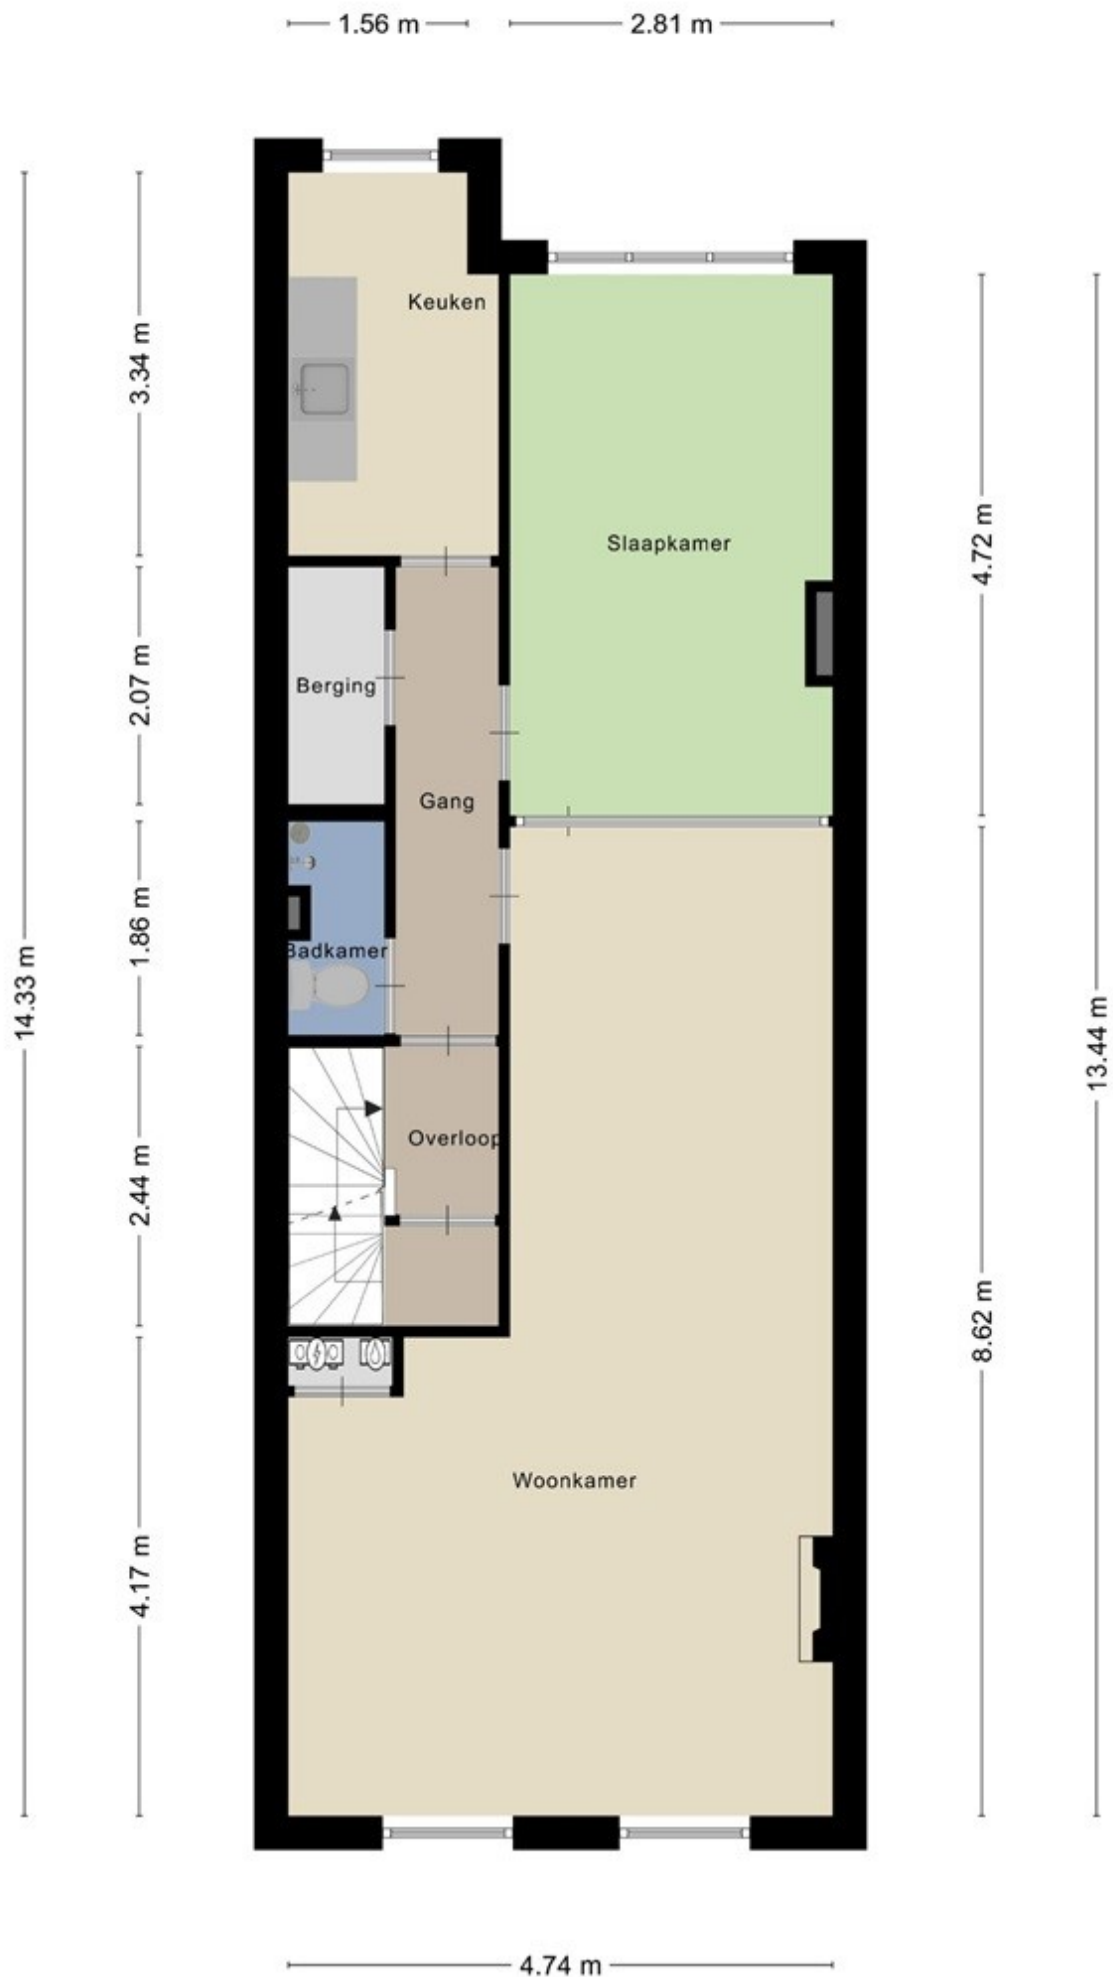 1.56 m
2.81 m
Keuken
3.34 m
Slaapkamer
4.72 m
Berging
2.07 m
Gang
Badkamer
1.86 m
14.33 m
13.44 m
Overloop
2.44 m
8.62 m
Woonkamer
4.17 m
4.74 m